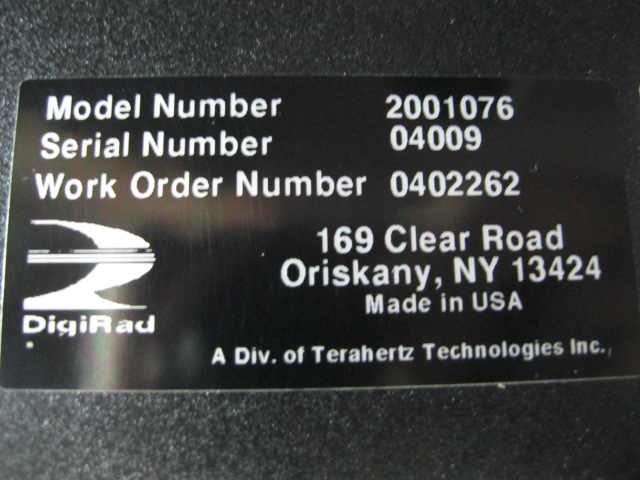 Model Number 2001076
Serial Number 04009
Work Order Number 0402262
169 Clear Road
Oriskany, NY 13424
Made in USA
DigiRad
A Div. of Terahertz Technologies Inc.